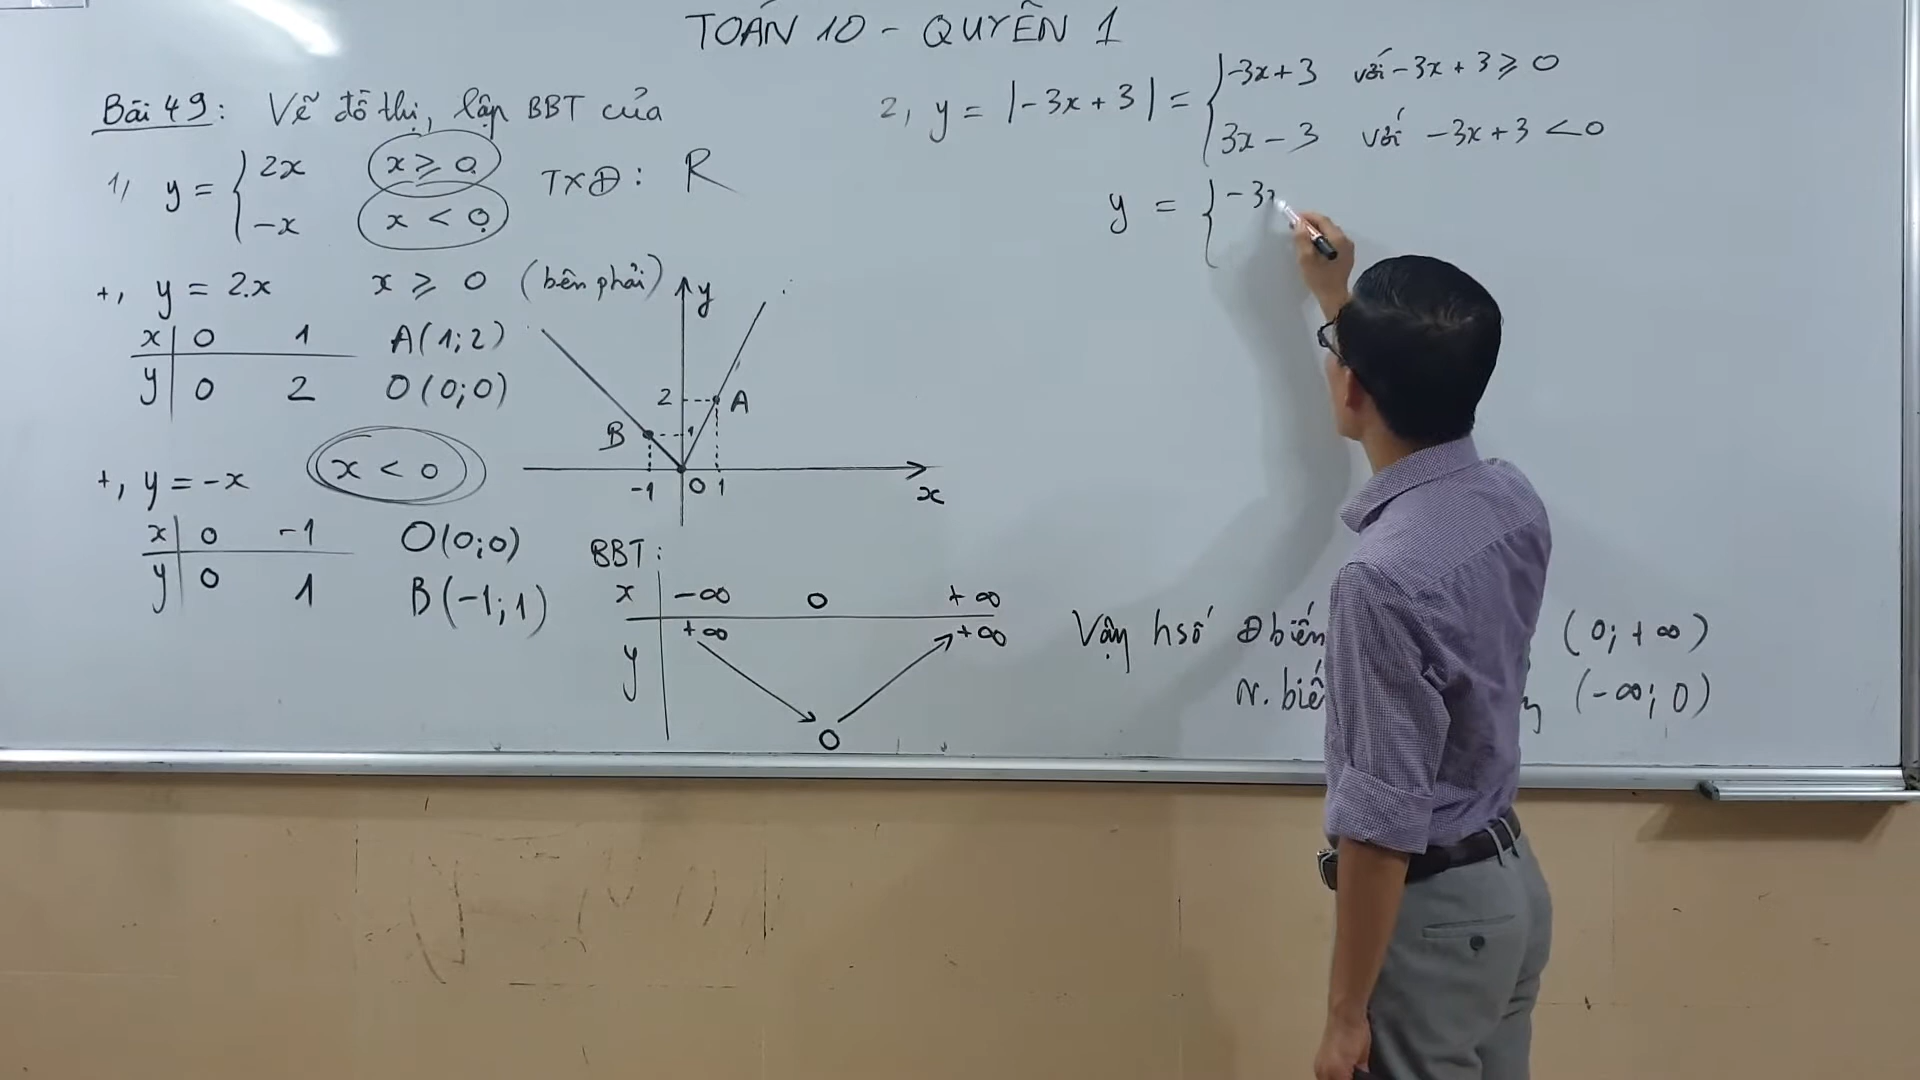 TOÁN 10 - QUYỂN 1
Bài 49: Vẽ đồ thị, lập BBT của
1, y = { 2x x ≥ 0
-x x < 0
TXĐ: R
+, y = 2x x ≥ 0 (bên phải)
x | 0 1 A(1;2)
y | 0 2 O(0;0)
+, y = -x x < 0
x | 0 -1 O(0;0)
y | 0 1 B(-1;1)
y
2 A
B 1
-1 0 1 x
BBT:
x | -∞ 0 +∞
y | +∞ 0 +∞
2, y = |-3x+3| = { -3x+3 với -3x+3 ≥ 0
3x-3 với -3x+3 < 0
y = { -3x
Vậy hsố Đbiến (0; +∞)
N. biế (-∞; 0)